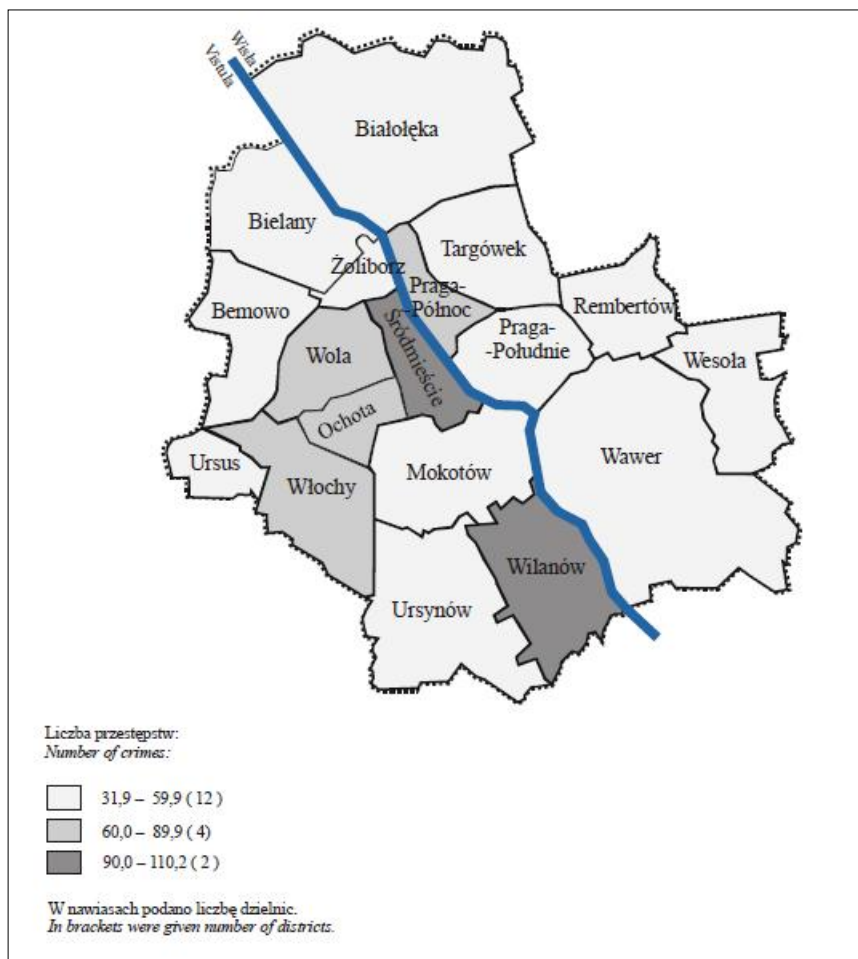 Wisła
Vistula
Białołęka
Bielany
Targówek
Żoliborz
Praga-
-Północ
Bemowo
Rembertów
Praga-
-Południe
Wola
Śródmieście
Wesoła
Ochota
Ursus
Włochy
Mokotów
Wawer
Wilanów
Ursynów
Liczba przestępstw:
Number of crimes:
31,9 – 59,9 ( 12 )
60,0 – 89,9 ( 4)
90,0 – 110,2 ( 2 )
W nawiasach podano liczbę dzielnic.
In brackets were given number of districts.